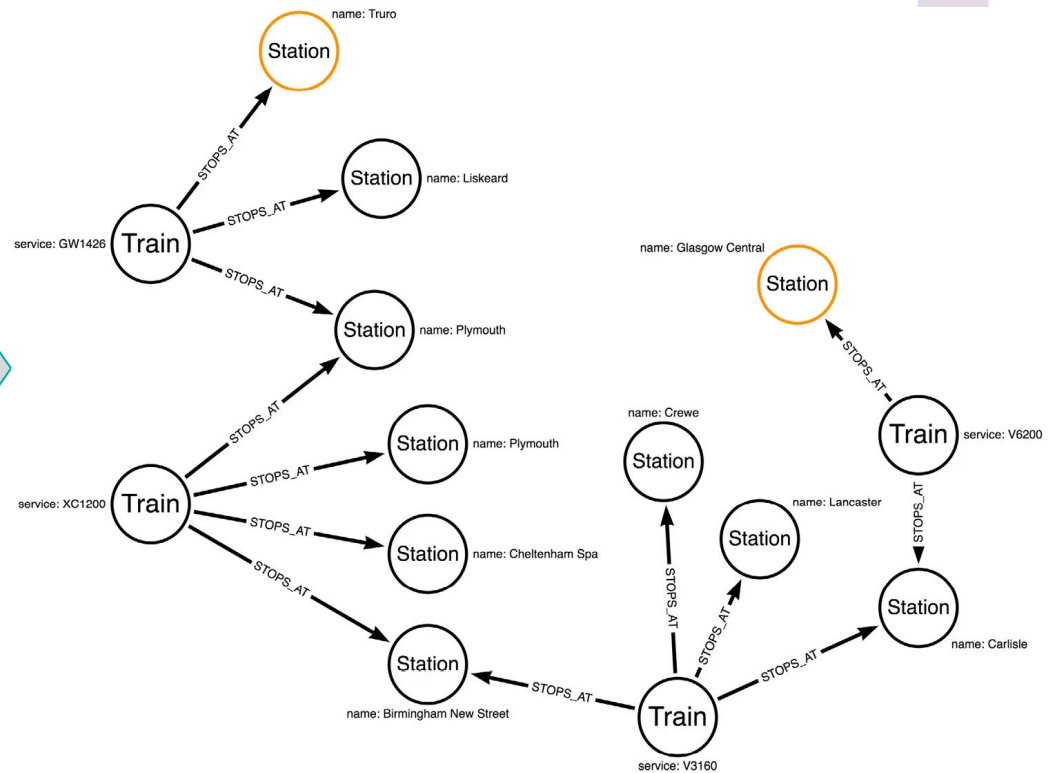 name: Truro
Station
STOPS_AT
Station
name: Liskeard
STOPS_AT
service: GW1426
Train
STOPS_AT
Station
name: Plymouth
STOPS_AT
Station
name: Plymouth
STOPS_AT
service: XC1200
Train
STOPS_AT
Station
name: Cheltenham Spa
STOPS_AT
Station
name: Birmingham New Street
STOPS_AT
name: Glasgow Central
Station
STOPS_AT
Train
service: V6200
STOPS_AT
name: Crewe
Station
name: Lancaster
Station
STOPS_AT
STOPS_AT
STOPS_AT
Station
name: Carlisle
Train
service: V3160